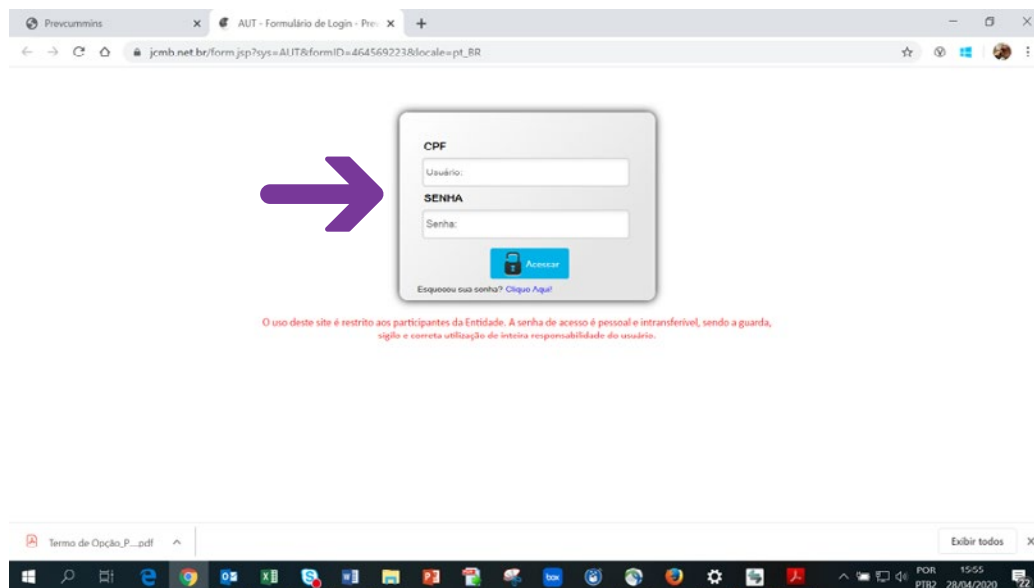 Prevcummins
AUT - Formulário de Login - Prev
jcmb.net.br/form.jsp?sys=AUT&formID=464569223&locale=pt_BR
CPF
Usuário:
SENHA
Senha:
Acessar
Esqueceu sua senha? Clique Aqui!
O uso deste site é restrito aos participantes da Entidade. A senha de acesso é pessoal e intransferível, sendo a guarda,
sigilo e correta utilização de inteira responsabilidade do usuário.
Termo de Opção_P....pdf
Exibir todos
box
POR
15:55
PTB2
28/04/2020
22